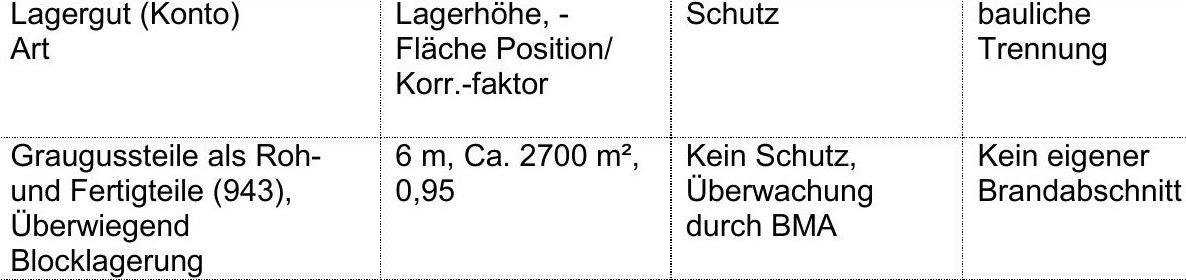 Lagergut (Konto)
Art
Lagerhöhe, -
Fläche Position/
Korr.-faktor
Schutz
bauliche
Trennung
Graugussteile als Roh-
und Fertigteile (943),
Überwiegend
Blocklagerung
6 m, Ca. 2700 m²,
0,95
Kein Schutz,
Überwachung
durch BMA
Kein eigener
Brandabschnitt